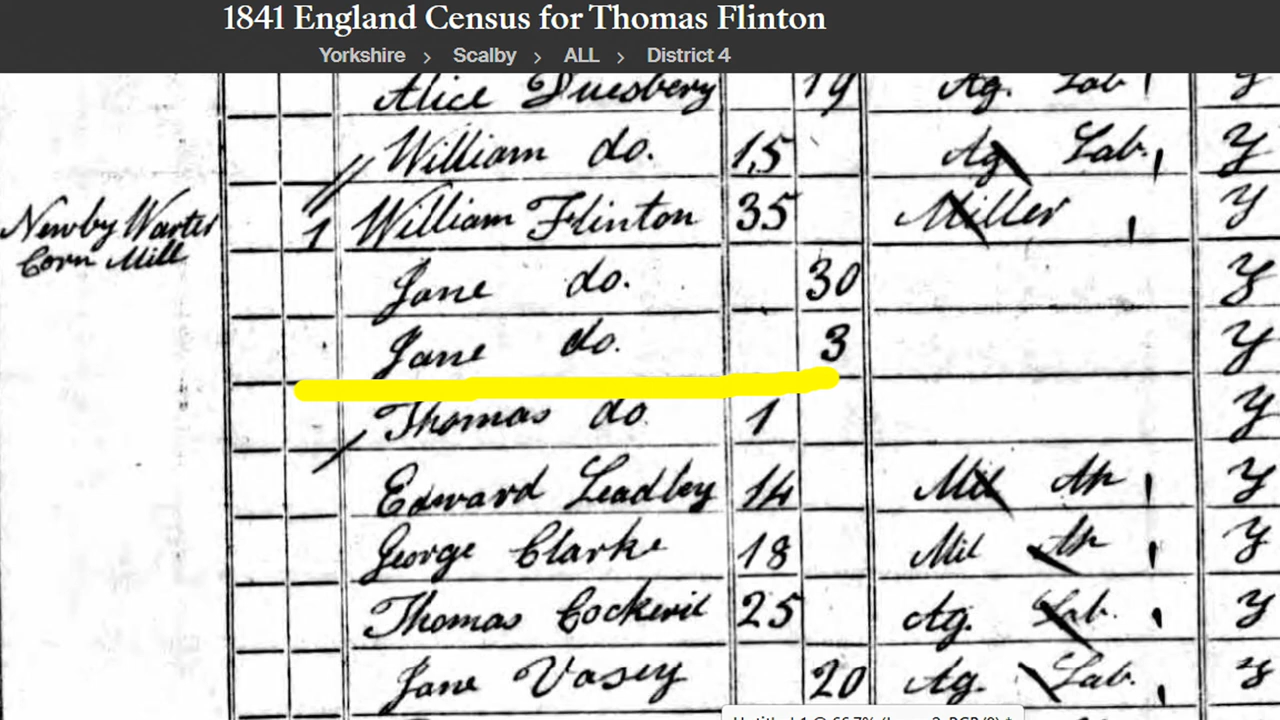 1841 England Census for Thomas Flinton
Yorkshire > Scalby > ALL > District 4
Alice Duesbery 19 Ag. Lab Y
William do. 15 Ag Lab. Y
Newby Warter 1 William Flinton 35 Miller Y
Corn Mill
Jane do. 30 Y
Jane do. 3 Y
Thomas do 1 Y
Edward Leadley 14 Mil Ap Y
George Clarke 18 Mil Ap Y
Thomas Cockeril 25 Ag. Lab. Y
Jane Vasey 20 Ag. Lab. Y